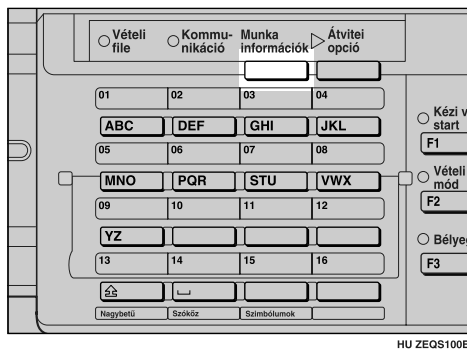 Vételi file
Kommu-
nikáció
Munka
információk
Átvitei
opció
01 02 03 04
ABC DEF GHI JKL
05 06 07 08
MNO PQR STU VWX
09 10 11 12
YZ
13 14 15 16
Nagybetű Szóköz Szimbólumok
Kézi v
start
F1
Vételi
mód
F2
Bélye
F3
HU ZEQS100E